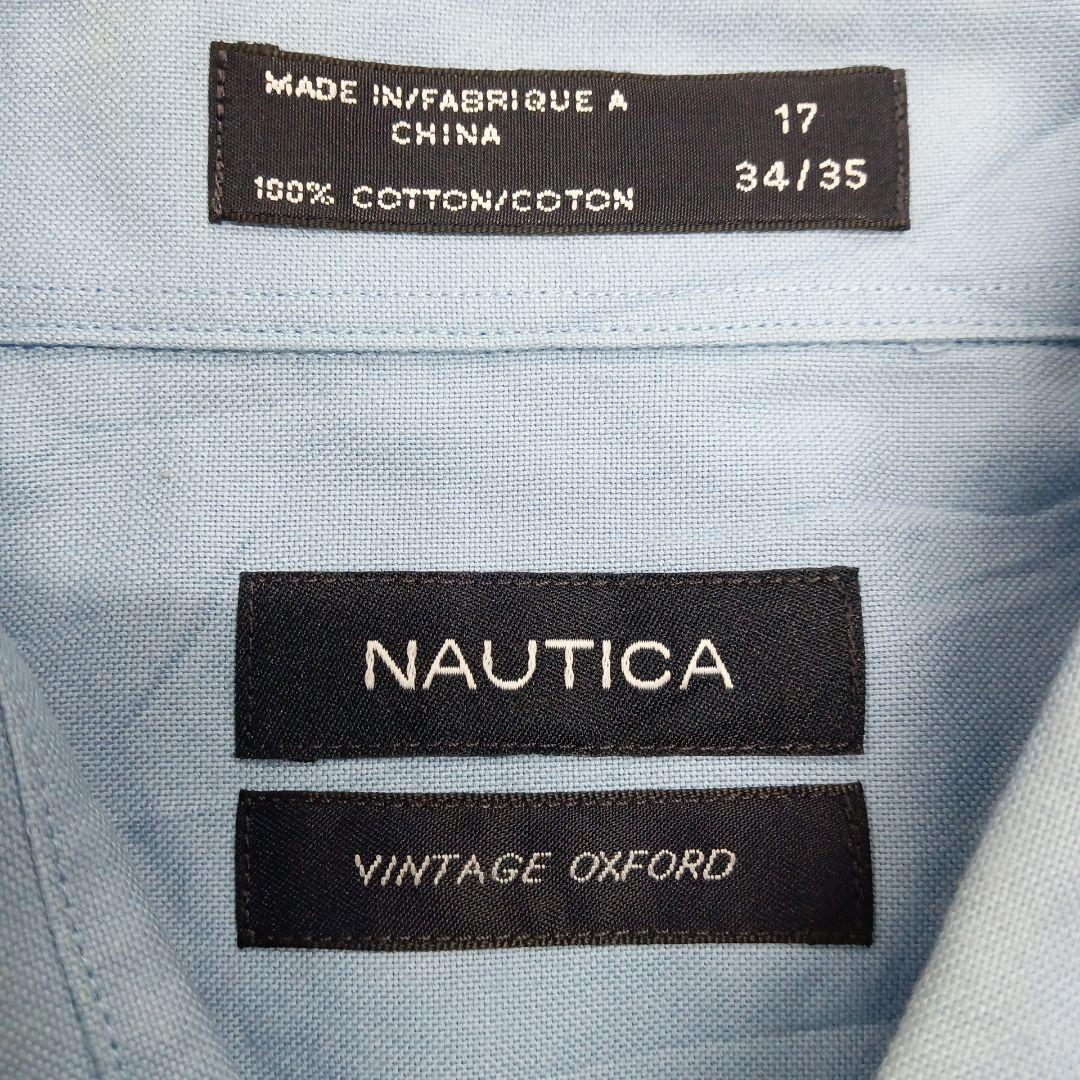 MADE IN/FABRIQUE A
CHINA
100% COTTON/COTON
17
34/35
NAUTICA
VINTAGE OXFORD